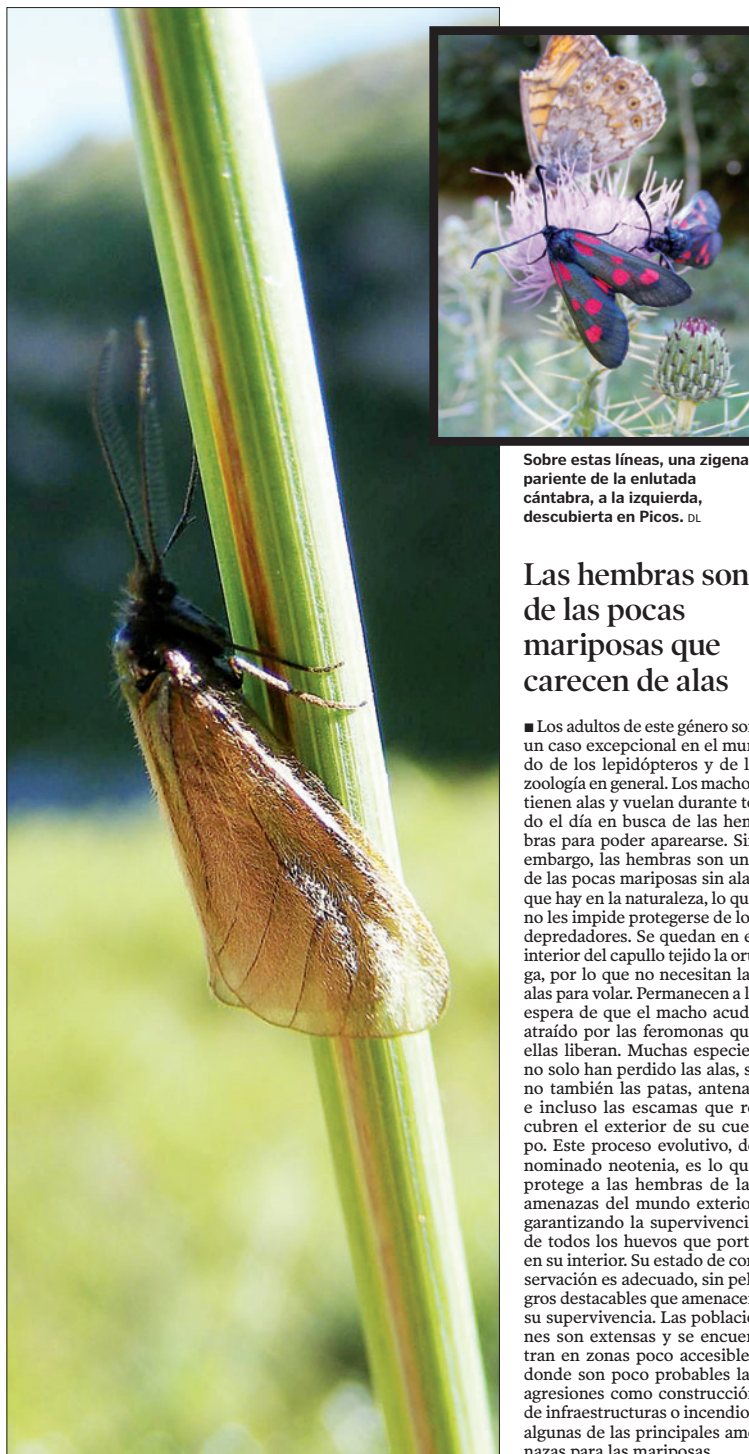 Sobre estas líneas, una zigena
pariente de la enlutada
cántabra, a la izquierda,
descubierta en Picos. DL
Las hembras son
de las pocas
mariposas que
carecen de alas
■ Los adultos de este género son
un caso excepcional en el mun
do de los lepidópteros y de l
zoología en general. Los macho
tienen alas y vuelan durante to
do el día en busca de las hem
bras para poder aparearse. Sin
embargo, las hembras son un
de las pocas mariposas sin ala
que hay en la naturaleza, lo qu
no les impide protegerse de lo
depredadores. Se quedan en e
interior del capullo tejido la oru
ga, por lo que no necesitan la
alas para volar. Permanecen a l
espera de que el macho acud
atraído por las feromonas qu
ellas liberan. Muchas especie
no solo han perdido las alas, s
no también las patas, antena
e incluso las escamas que re
cubren el exterior de su cuer
po. Este proceso evolutivo, de
nominado neotenia, es lo qu
protege a las hembras de la
amenazas del mundo exterio
garantizando la supervivenci
de todos los huevos que port
en su interior. Su estado de con
servación es adecuado, sin peli
gros destacables que amenacen
su supervivencia. Las poblacio
nes son extensas y se encuen
tran en zonas poco accesible
donde son poco probables la
agresiones como construcción
de infraestructuras o incendio
algunas de las principales ame
nazas para las mariposas.